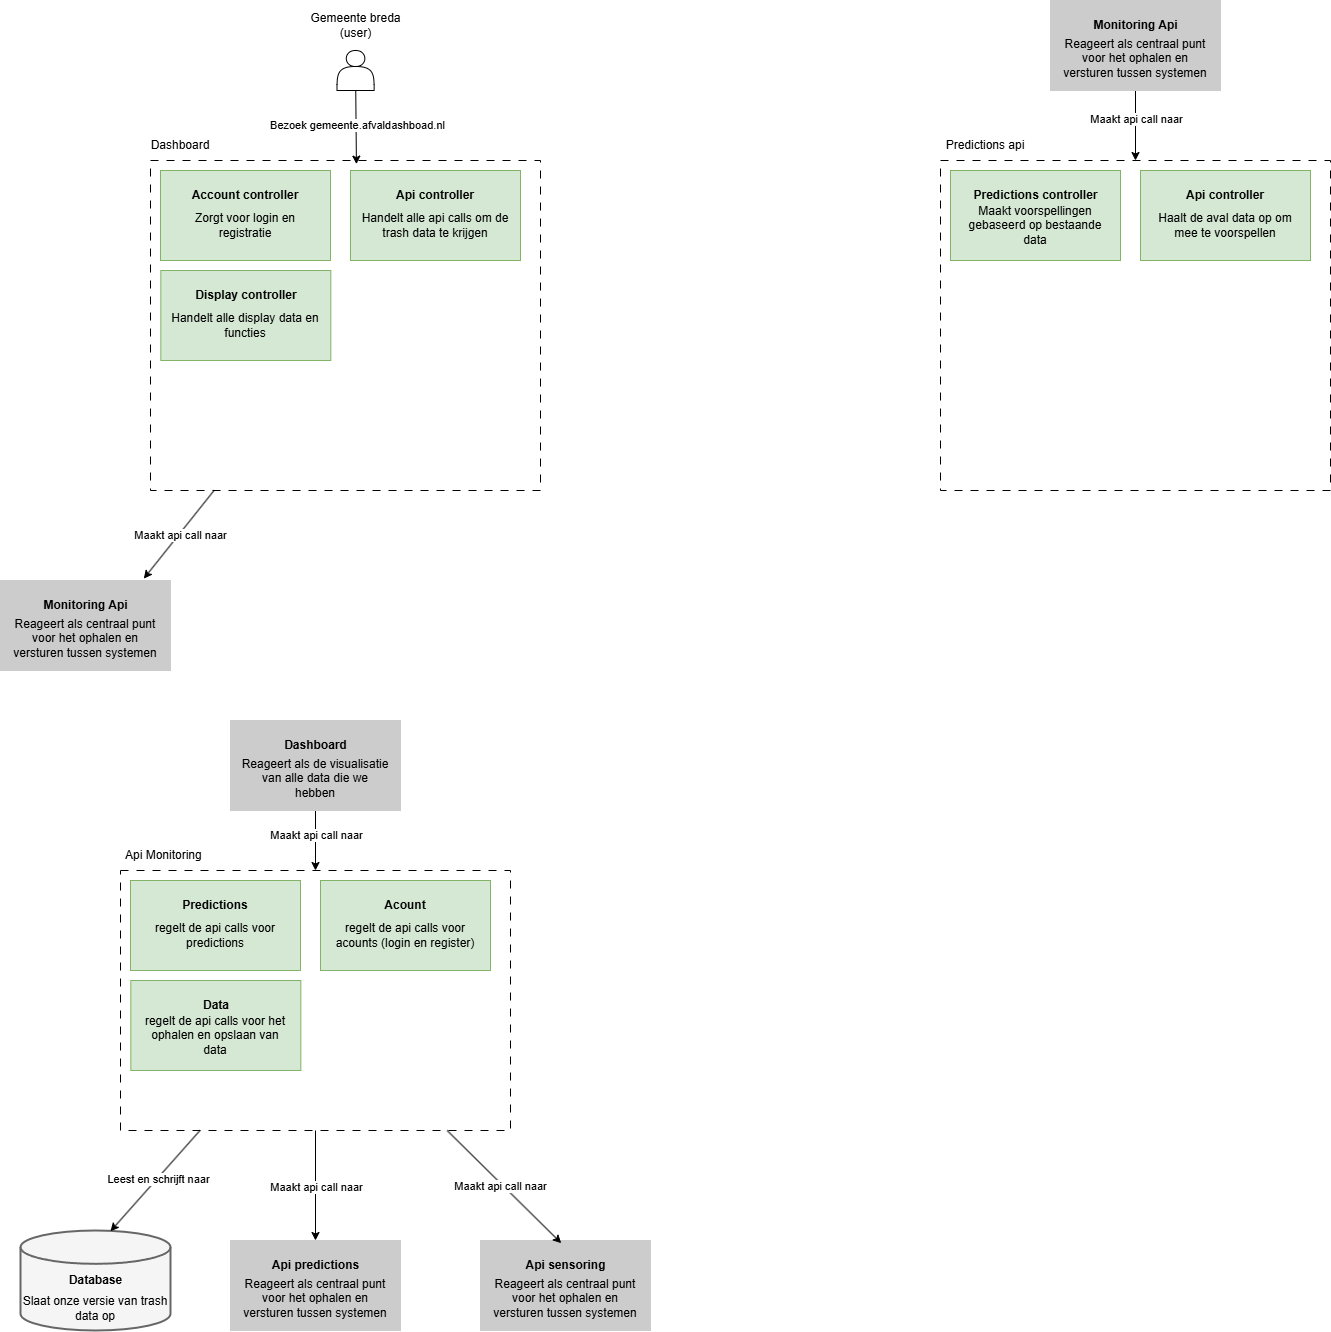 Gemeente breda
(user)
Bezoek gemeente.afvaldashboad.nl
Dashboard
Account controller
Zorgt voor login en
registratie
Api controller
Handelt alle api calls om de
trash data te krijgen
Display controller
Handelt alle display data en
functies
Maakt api call naar
Monitoring Api
Reageert als centraal punt
voor het ophalen en
versturen tussen systemen
Monitoring Api
Reageert als centraal punt
voor het ophalen en
versturen tussen systemen
Maakt api call naar
Predictions api
Predictions controller
Maakt voorspellingen
gebaseerd op bestaande
data
Api controller
Haalt de aval data op om
mee te voorspellen
Dashboard
Reageert als de visualisatie
van alle data die we
hebben
Maakt api call naar
Api Monitoring
Predictions
regelt de api calls voor
predictions
Acount
regelt de api calls voor
acounts (login en register)
Data
regelt de api calls voor het
ophalen en opslaan van
data
Leest en schrijft naar
Maakt api call naar
Maakt api call naar
Database
Slaat onze versie van trash
data op
Api predictions
Reageert als centraal punt
voor het ophalen en
versturen tussen systemen
Api sensoring
Reageert als centraal punt
voor het ophalen en
versturen tussen systemen